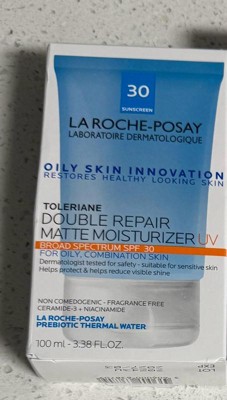 30
SUNSCREEN
LA ROCHE-POSAY
LABORATOIRE DERMATOLOGIQUE
OILY SKIN INNOVATION
RESTORES HEALTHY LOOKING SKIN
TOLERIANE
DOUBLE REPAIR
MATTE MOISTURIZER UV
BROAD SPECTRUM SPF 30
FOR OILY, COMBINATION SKIN
Dermatologist tested for safety - suitable for sensitive skin
Helps protect & helps reduce visible shine
NON COMEDOGENIC - FRAGRANCE FREE
CERAMIDE-3 + NIACINAMIDE
LA ROCHE-POSAY
PREBIOTIC THERMAL WATER
100 ml - 3.38 FL.OZ.
LOT
EXP